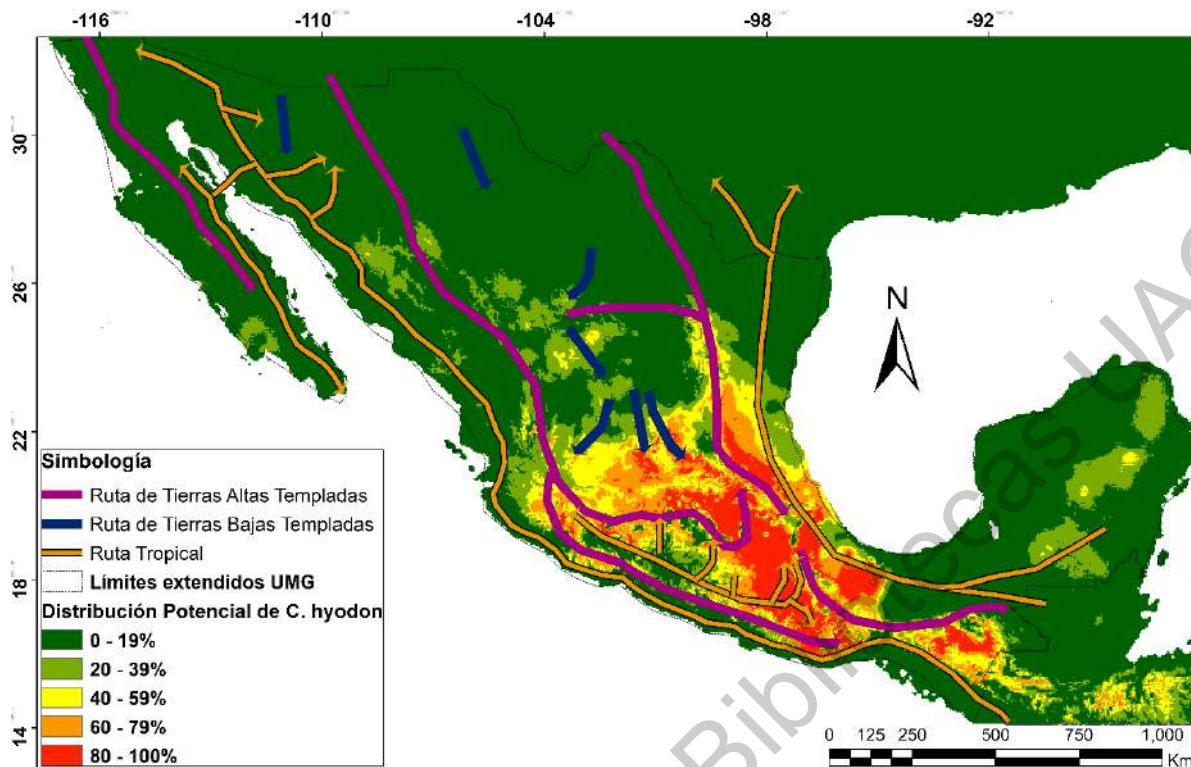 -116 -110 -104 -98 -92
30
26
22
18
14
N
Simbología
Ruta de Tierras Altas Templadas
Ruta de Tierras Bajas Templadas
Ruta Tropical
Límites extendidos UMG
Distribución Potencial de C. hyodon
0 - 19%
20 - 39%
40 - 59%
60 - 79%
80 - 100%
0 125 250 500 750 1,000
Km
Bibliotecas UA